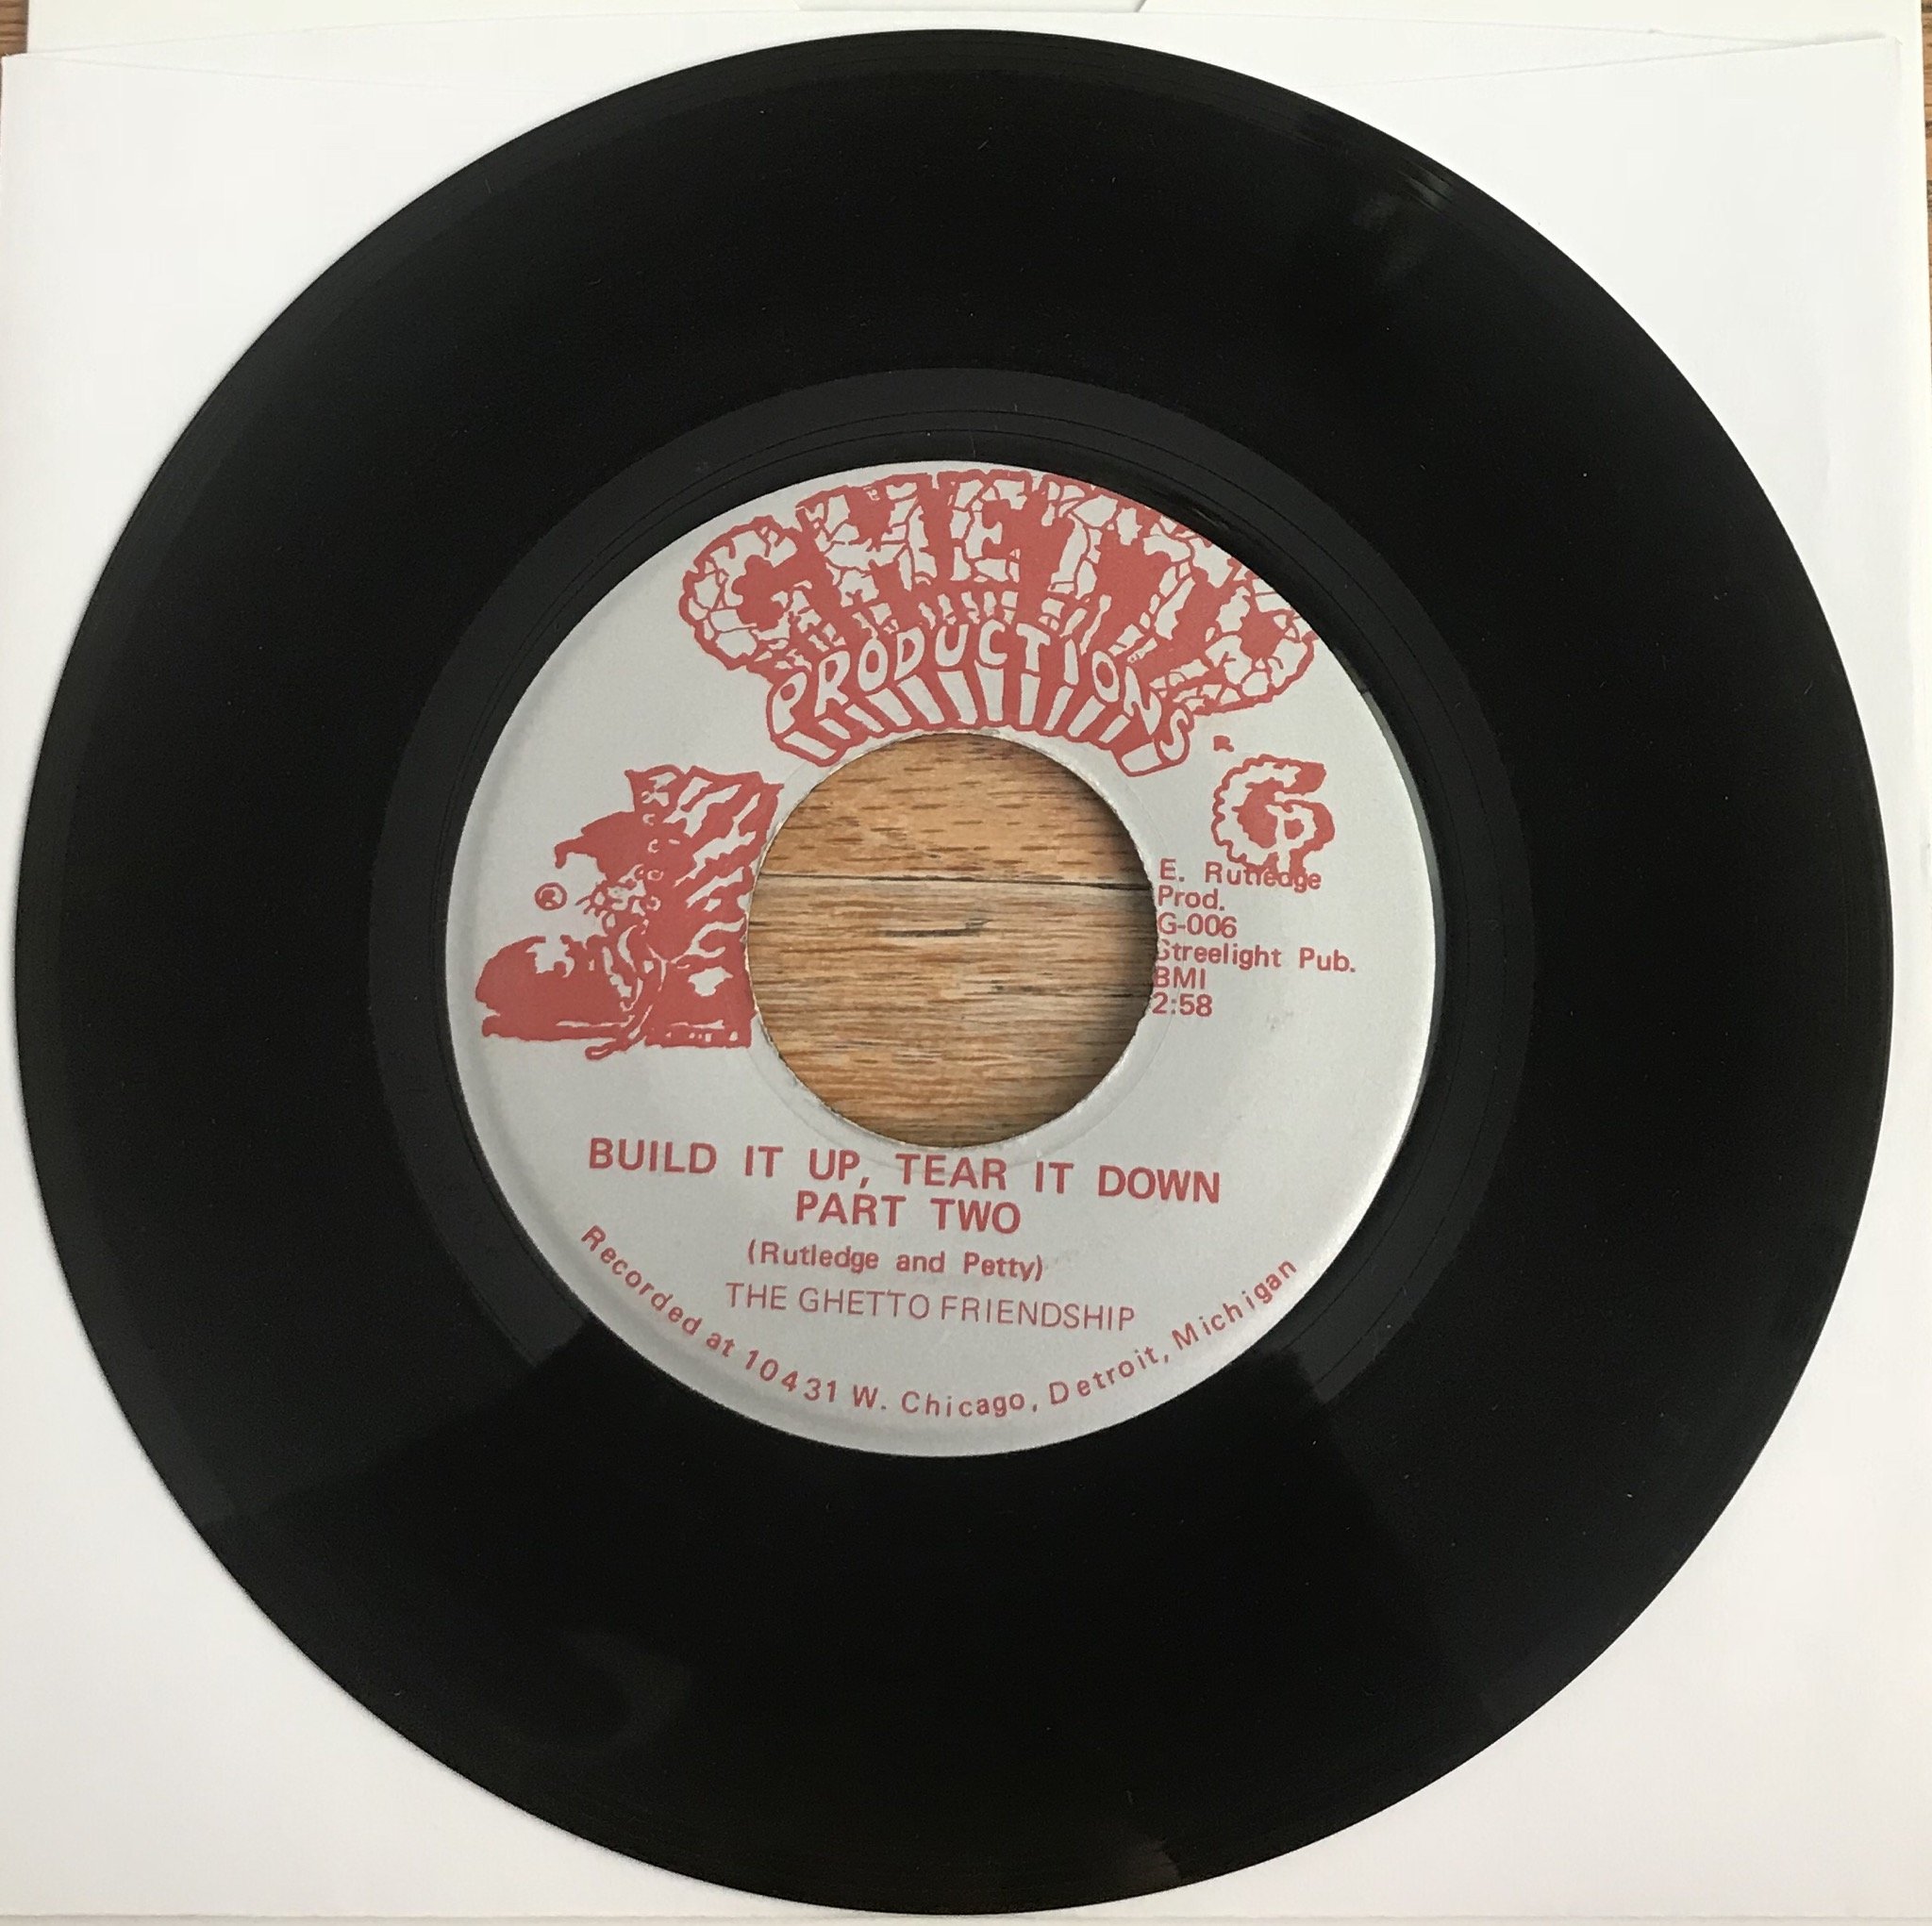 GHETTO
PRODUCTIONS
R
GP
®
E. Rutledge
Prod.
G-006
Streelight Pub.
BMI
2:58
BUILD IT UP, TEAR IT DOWN
PART TWO
(Rutledge and Petty)
THE GHETTO FRIENDSHIP
Recorded at 10431 W. Chicago, Detroit, Michigan